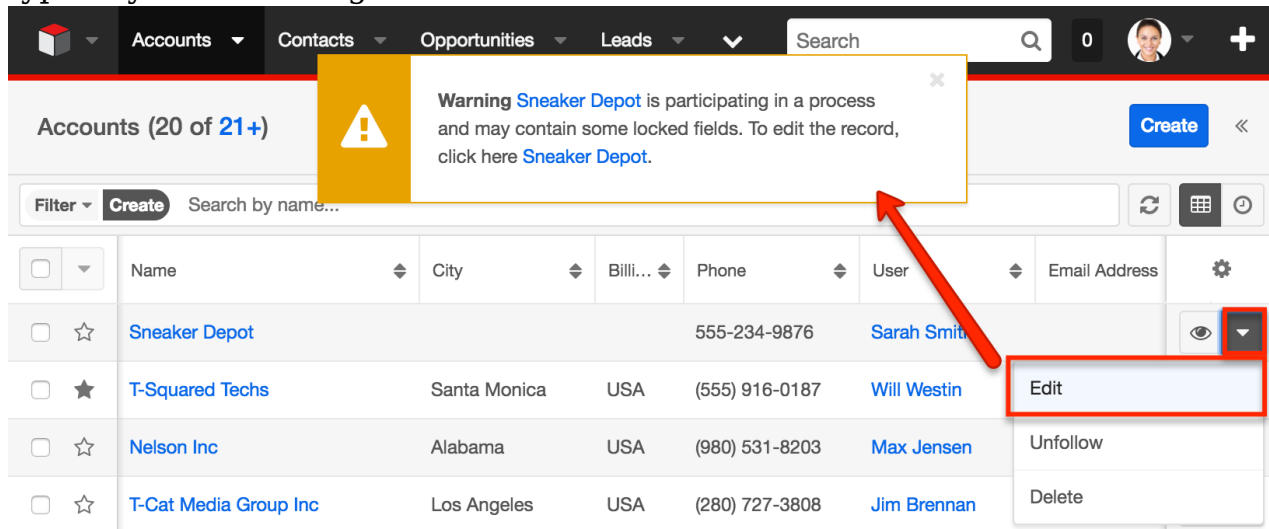 Accounts Contacts Opportunities Leads Search 0
Warning Sneaker Depot is participating in a process
and may contain some locked fields. To edit the record,
click here Sneaker Depot.
Accounts (20 of 21+) Create
Filter Create Search by name...
Name City Billi... Phone User Email Address
Sneaker Depot 555-234-9876 Sarah Smith
T-Squared Techs Santa Monica USA (555) 916-0187 Will Westin Edit
Nelson Inc Alabama USA (980) 531-8203 Max Jensen Unfollow
T-Cat Media Group Inc Los Angeles USA (280) 727-3808 Jim Brennan Delete